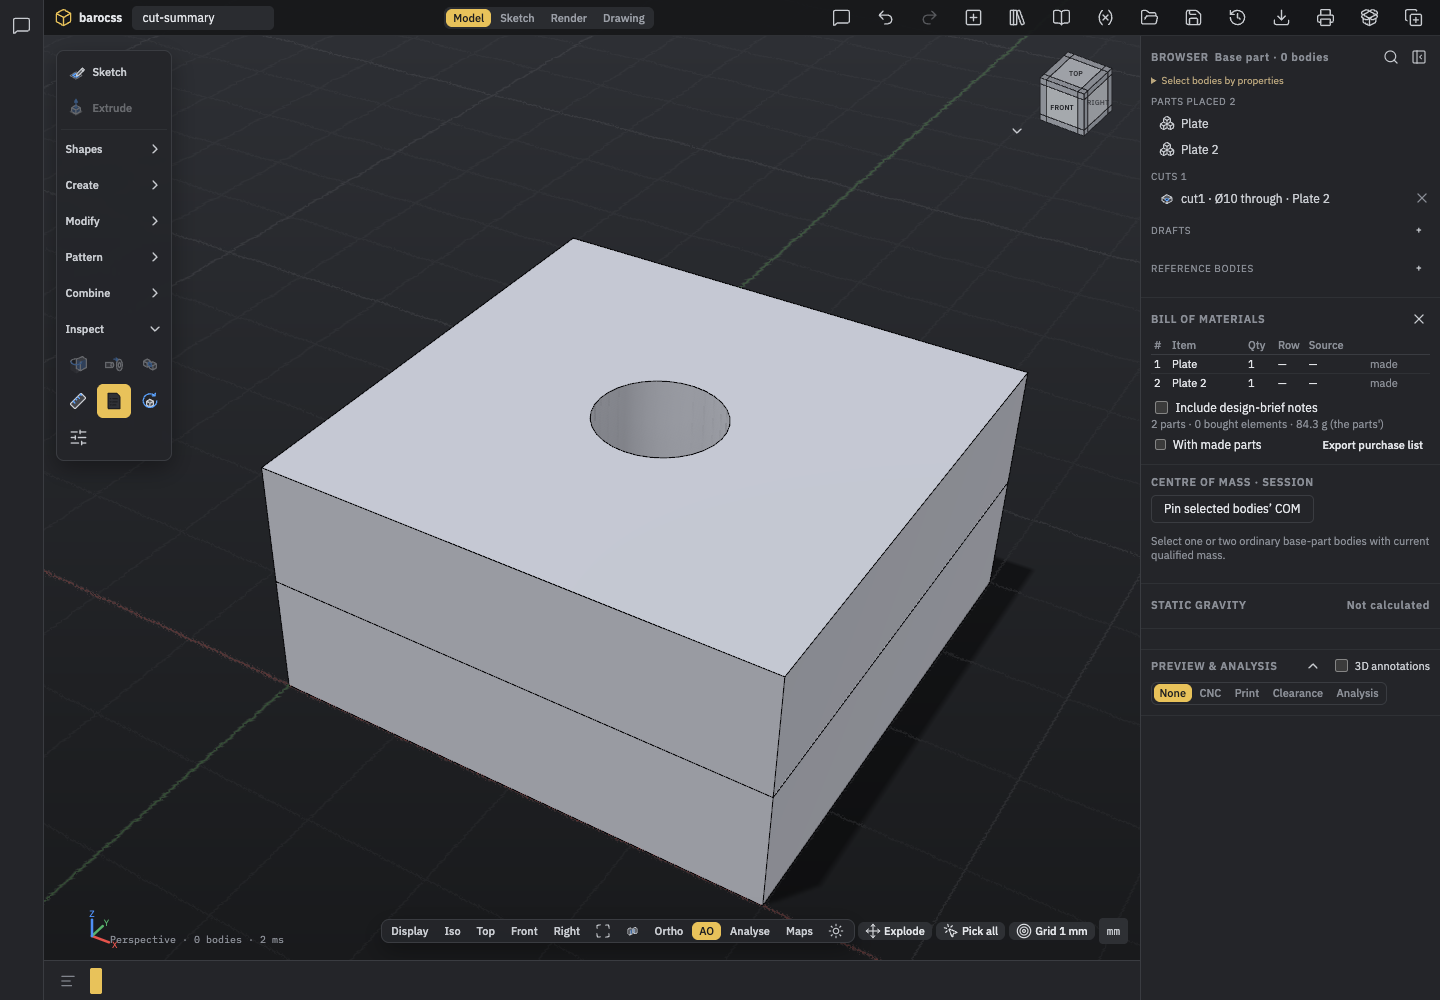 barocss
cut-summary
Model Sketch Render Drawing
Sketch
Extrude
Shapes
Create
Modify
Pattern
Combine
Inspect
TOP
FRONT
RIGHT
BROWSER Base part · 0 bodies
Select bodies by properties
PARTS PLACED 2
Plate
Plate 2
CUTS 1
cut1 · Ø10 through · Plate 2
DRAFTS +
REFERENCE BODIES +
BILL OF MATERIALS
# Item Qty Row Source
1 Plate 1 — — made
2 Plate 2 1 — — made
Include design-brief notes
2 parts · 0 bought elements · 84.3 g (the parts’)
With made parts Export purchase list
CENTRE OF MASS · SESSION
Pin selected bodies’ COM
Select one or two ordinary base-part bodies with current
qualified mass.
STATIC GRAVITY Not calculated
PREVIEW & ANALYSIS 3D annotations
None CNC Print Clearance Analysis
Z
Y
X
Perspective · 0 bodies · 2 ms
Display Iso Top Front Right Ortho AO Analyse Maps Explode Pick all Grid 1 mm mm